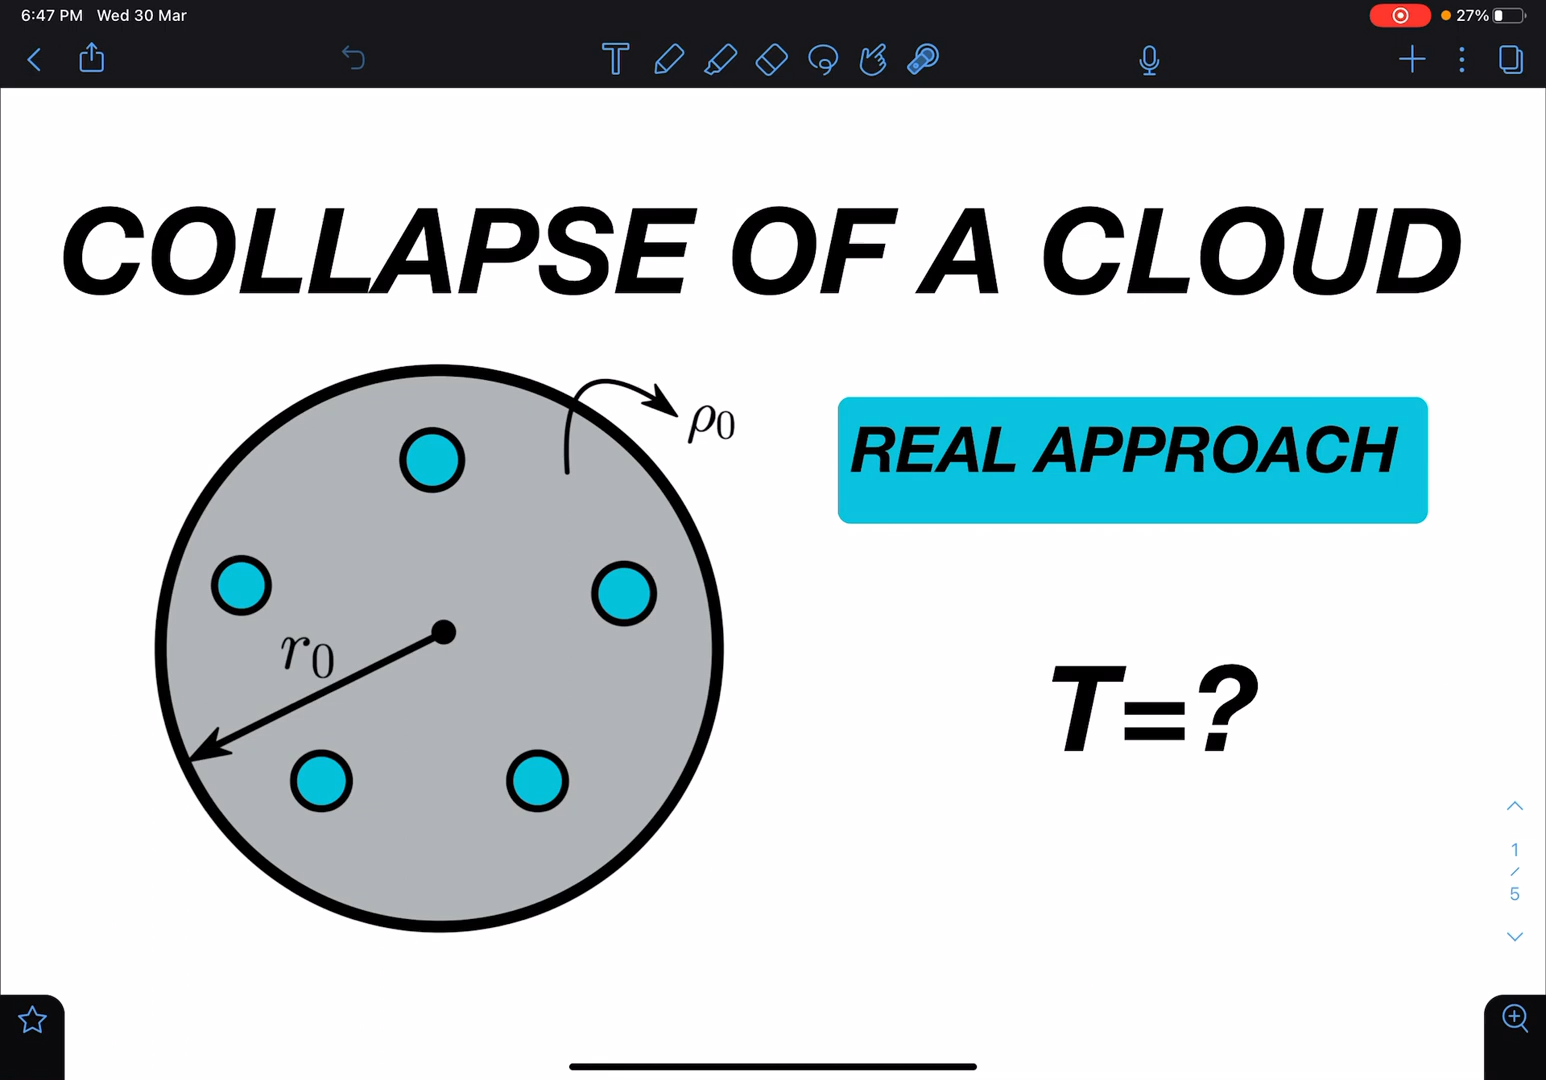 6:47 PM Wed 30 Mar
27%
COLLAPSE OF A CLOUD
ρ0
REAL APPROACH
r0
T=?
1
/
5